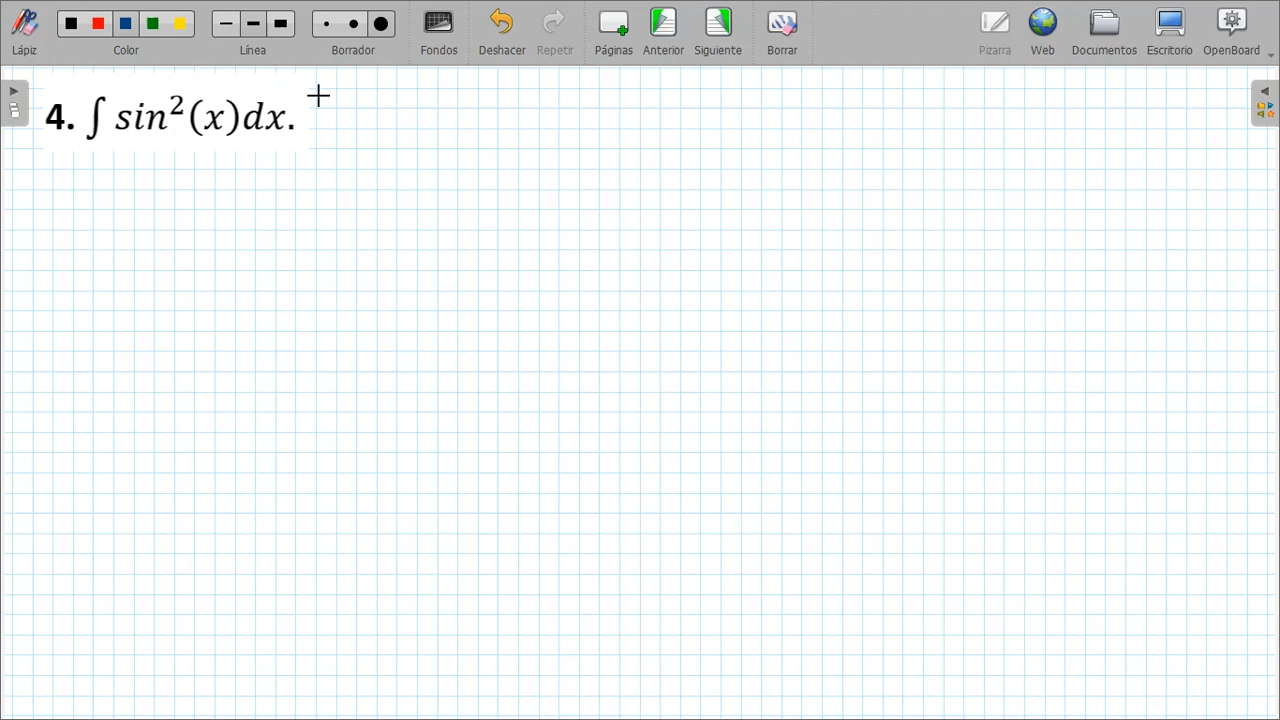 Lápiz Color Línea Borrador Fondos Deshacer Repetir Páginas Anterior Siguiente Borrar Pizarra Web Documentos Escritorio OpenBoard
4. ∫ sin²(x)dx.